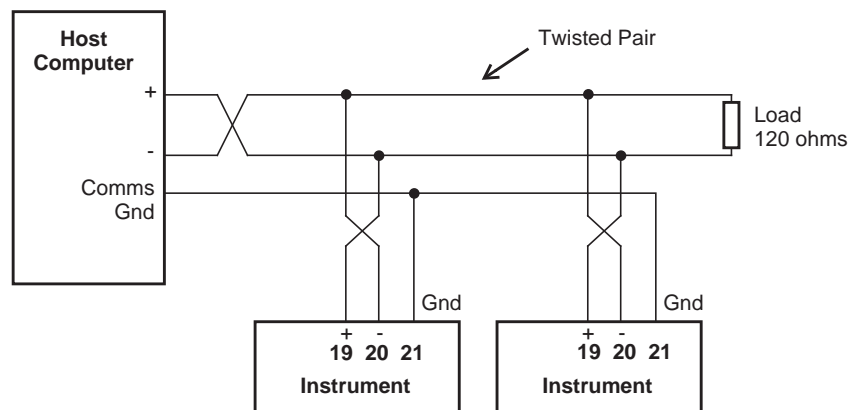 Host
Computer
Twisted Pair
+
-
Load
120 ohms
Comms
Gnd
Gnd
Gnd
+ -
19 20 21
Instrument
+ -
19 20 21
Instrument